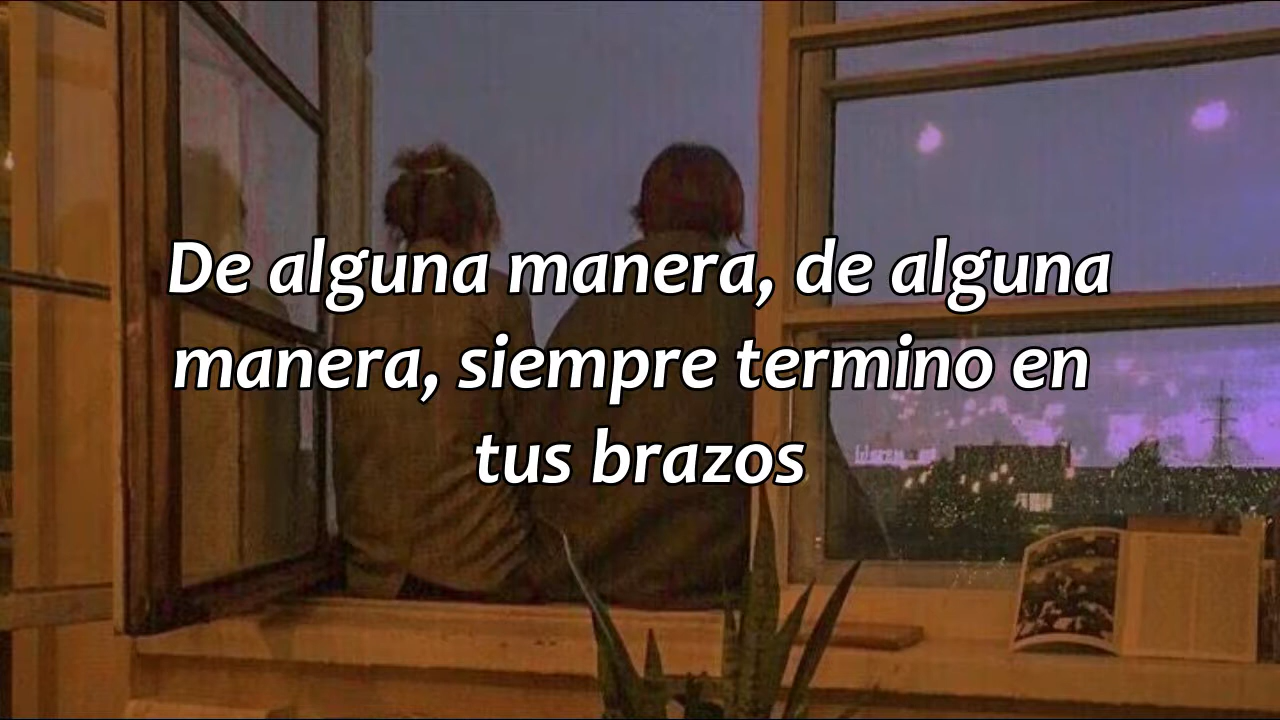 De alguna manera, de alguna
manera, siempre termino en
tus brazos